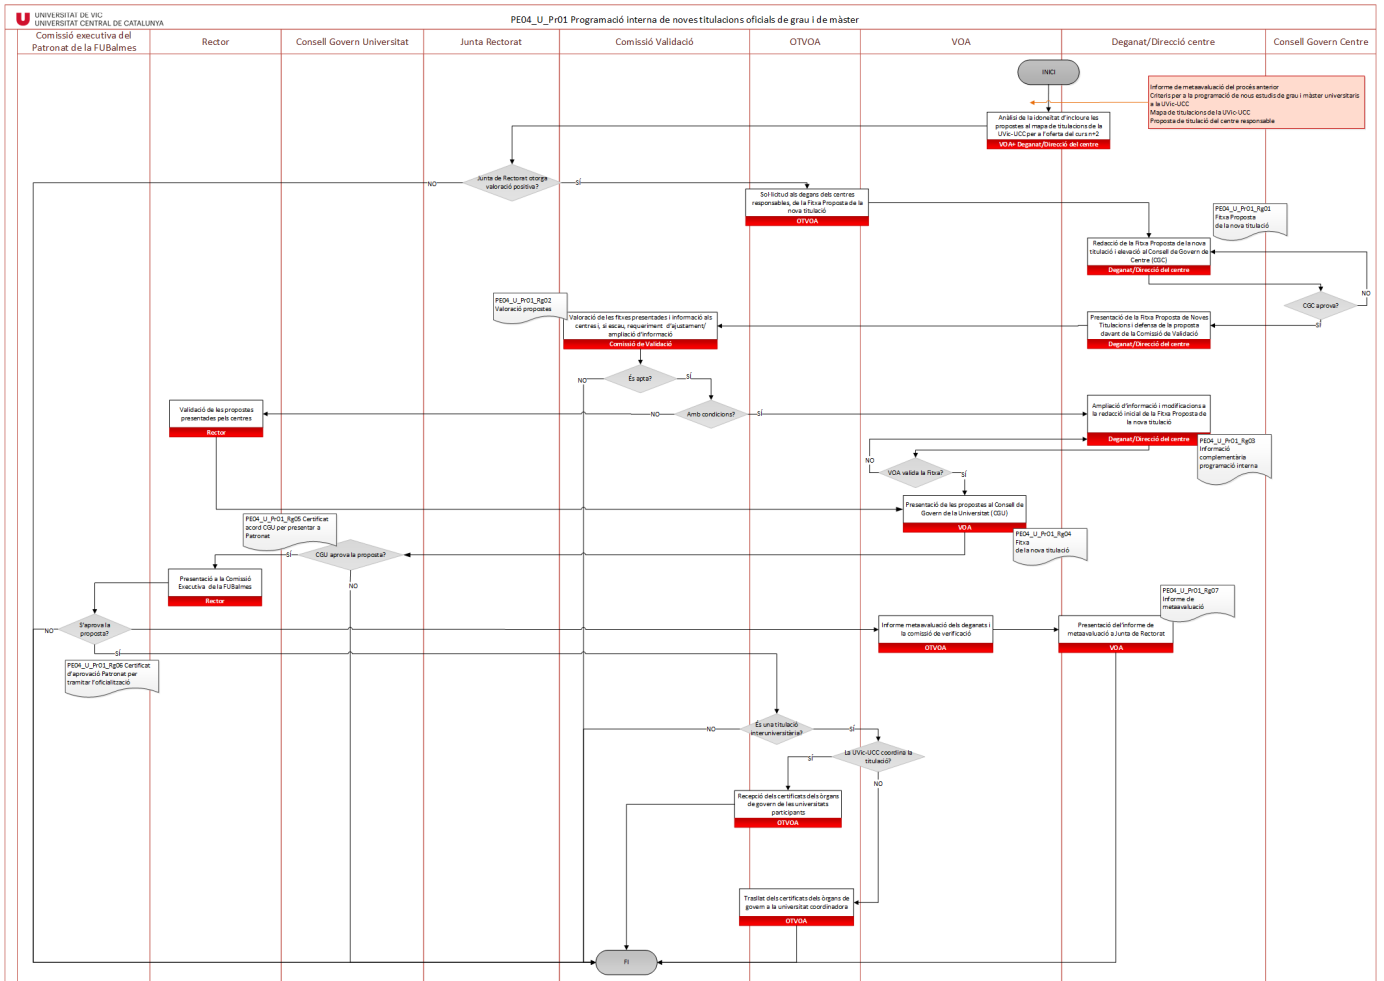 UNIVERSITAT DE VIC
UNIVERSITAT CENTRAL DE CATALUNYA
PE04_U_Pr01 Programació interna de noves titulacions oficials de grau i de màster
Comissió executiva del
Patronat de la FUBalmes
Rector
Consell Govern Universitat
Junta Rectorat
Comissió Validació
OTVOA
VOA
Deganat/Direcció centre
Consell Govern Centre
INICI
Informe de metaavaluació del procés anterior
Criteris per a la programació de nous estudis de grau i màster universitaris
a la UVic-UCC
Mapa de titulacions de la UVic-UCC
Proposta de titulació del centre responsable
Anàlisi de la idoneïtat d'incloure les
propostes al mapa de titulacions de la
UVic-UCC per a l'oferta del curs n+2
VOA+ Deganat/Direcció del centre
Junta de Rectorat otorga
valoració positiva?
NO
SÍ
Sol·licitud als degans dels centres
responsables, de la Fitxa Proposta de la
nova titulació
OTVOA
PE04_U_Pr01_Rg01
Fitxa Proposta
de la nova titulació
Redacció de la Fitxa Proposta de la nova
titulació i elevació al Consell de Govern de
Centre (CGC)
Deganat/Direcció del centre
CGC aprova?
NO
SÍ
PE04_U_Pr01_Rg02
Valoració propostes
Valoració de les fitxes presentades i informació als
centres i, si escau, requeriment d'ajustament/
ampliació d'informació
Comissió de Validació
Presentació de la Fitxa Proposta de Noves
Titulacions i defensa de la proposta
davant de la Comissió de Validació
Deganat/Direcció del centre
És apta?
NO
SÍ
Amb condicions?
NO
SÍ
Validació de les propostes
presentades pels centres
Rector
Ampliació d'informació i modificacions a
la redacció inicial de la Fitxa Proposta de
la nova titulació
Deganat/Direcció del centre
PE04_U_Pr01_Rg03
Informació
complementària
programació interna
VOA valida la Fitxa?
NO
SÍ
Presentació de les propostes al Consell de
Govern de la Universitat (CGU)
VOA
PE04_U_Pr01_Rg04
Fitxa
de la nova titulació
PE04_U_Pr01_Rg05 Certificat
acord CGU per presentar a
Patronat
CGU aprova la proposta?
SÍ
NO
Presentació a la Comissió
Executiva de la FUBalmes
Rector
S'aprova la
proposta?
NO
SÍ
PE04_U_Pr01_Rg06 Certificat
d'aprovació Patronat per
tramitar l'oficialització
Informe metaavaluació dels deganats i
la comissió de verificació
OTVOA
PE04_U_Pr01_Rg07
Informe de
metaavaluació
Presentació del'informe de
metaavaluació a Junta de Rectorat
VOA
És una titulació
interuniversitària?
NO
SÍ
La UVic-UCC coordina la
titulació?
SÍ
NO
Recepció dels certificats dels òrgans
de govern de les universitats
participants
OTVOA
Trasllat dels certificats dels òrgans de
govern a la universitat coordinadora
OTVOA
FI